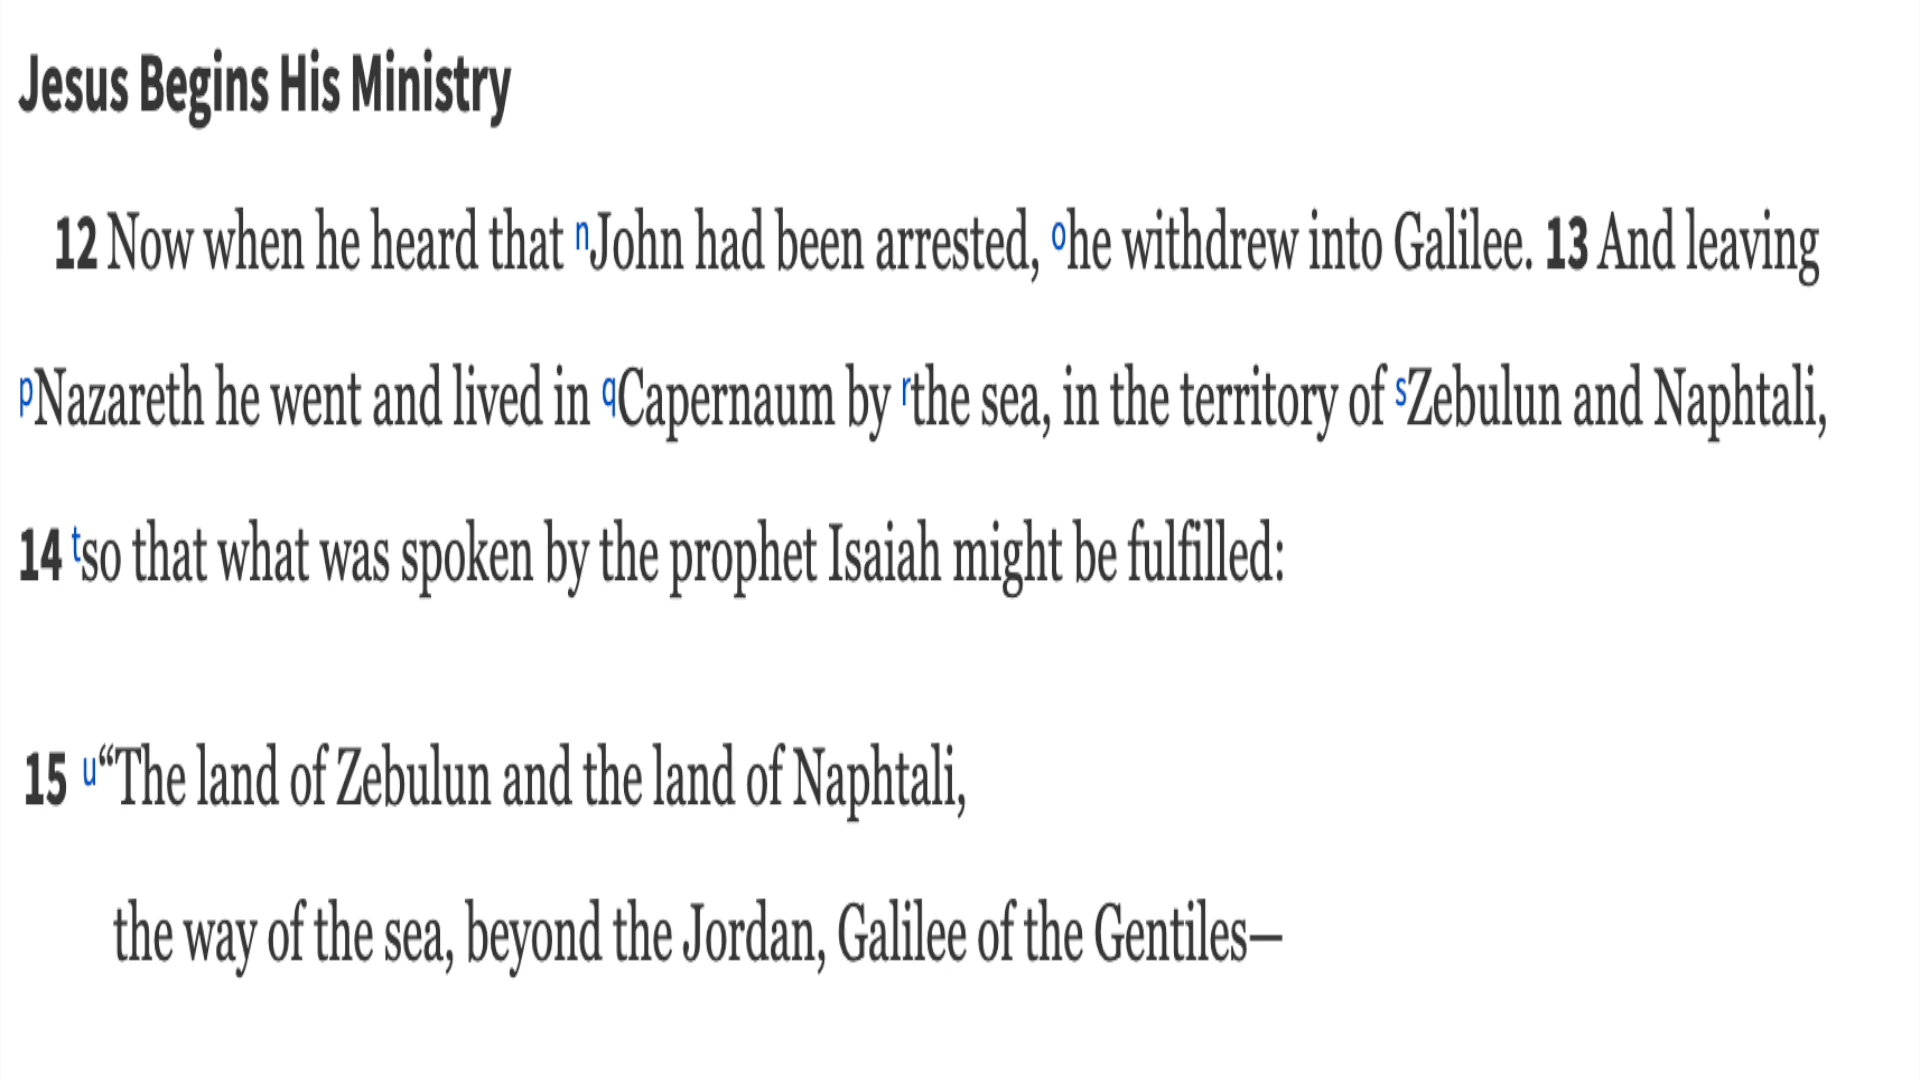 Jesus Begins His Ministry
12 Now when he heard that nJohn had been arrested, ohe withdrew into Galilee. 13 And leaving
pNazareth he went and lived in qCapernaum by rthe sea, in the territory of sZebulun and Naphtali,
14 tso that what was spoken by the prophet Isaiah might be fulfilled:
15 u“The land of Zebulun and the land of Naphtali,
the way of the sea, beyond the Jordan, Galilee of the Gentiles—